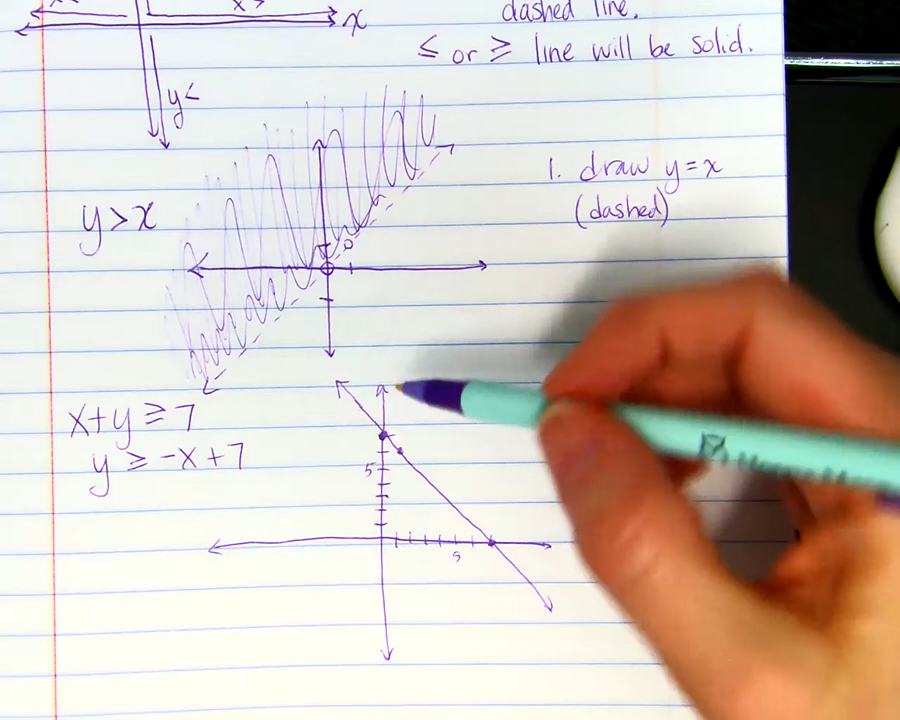 x
dashed line.
≤ or ≥ line will be solid.
y<
1. draw y=x
(dashed)
y>x
x+y≥7
y≥-x+7
5
5